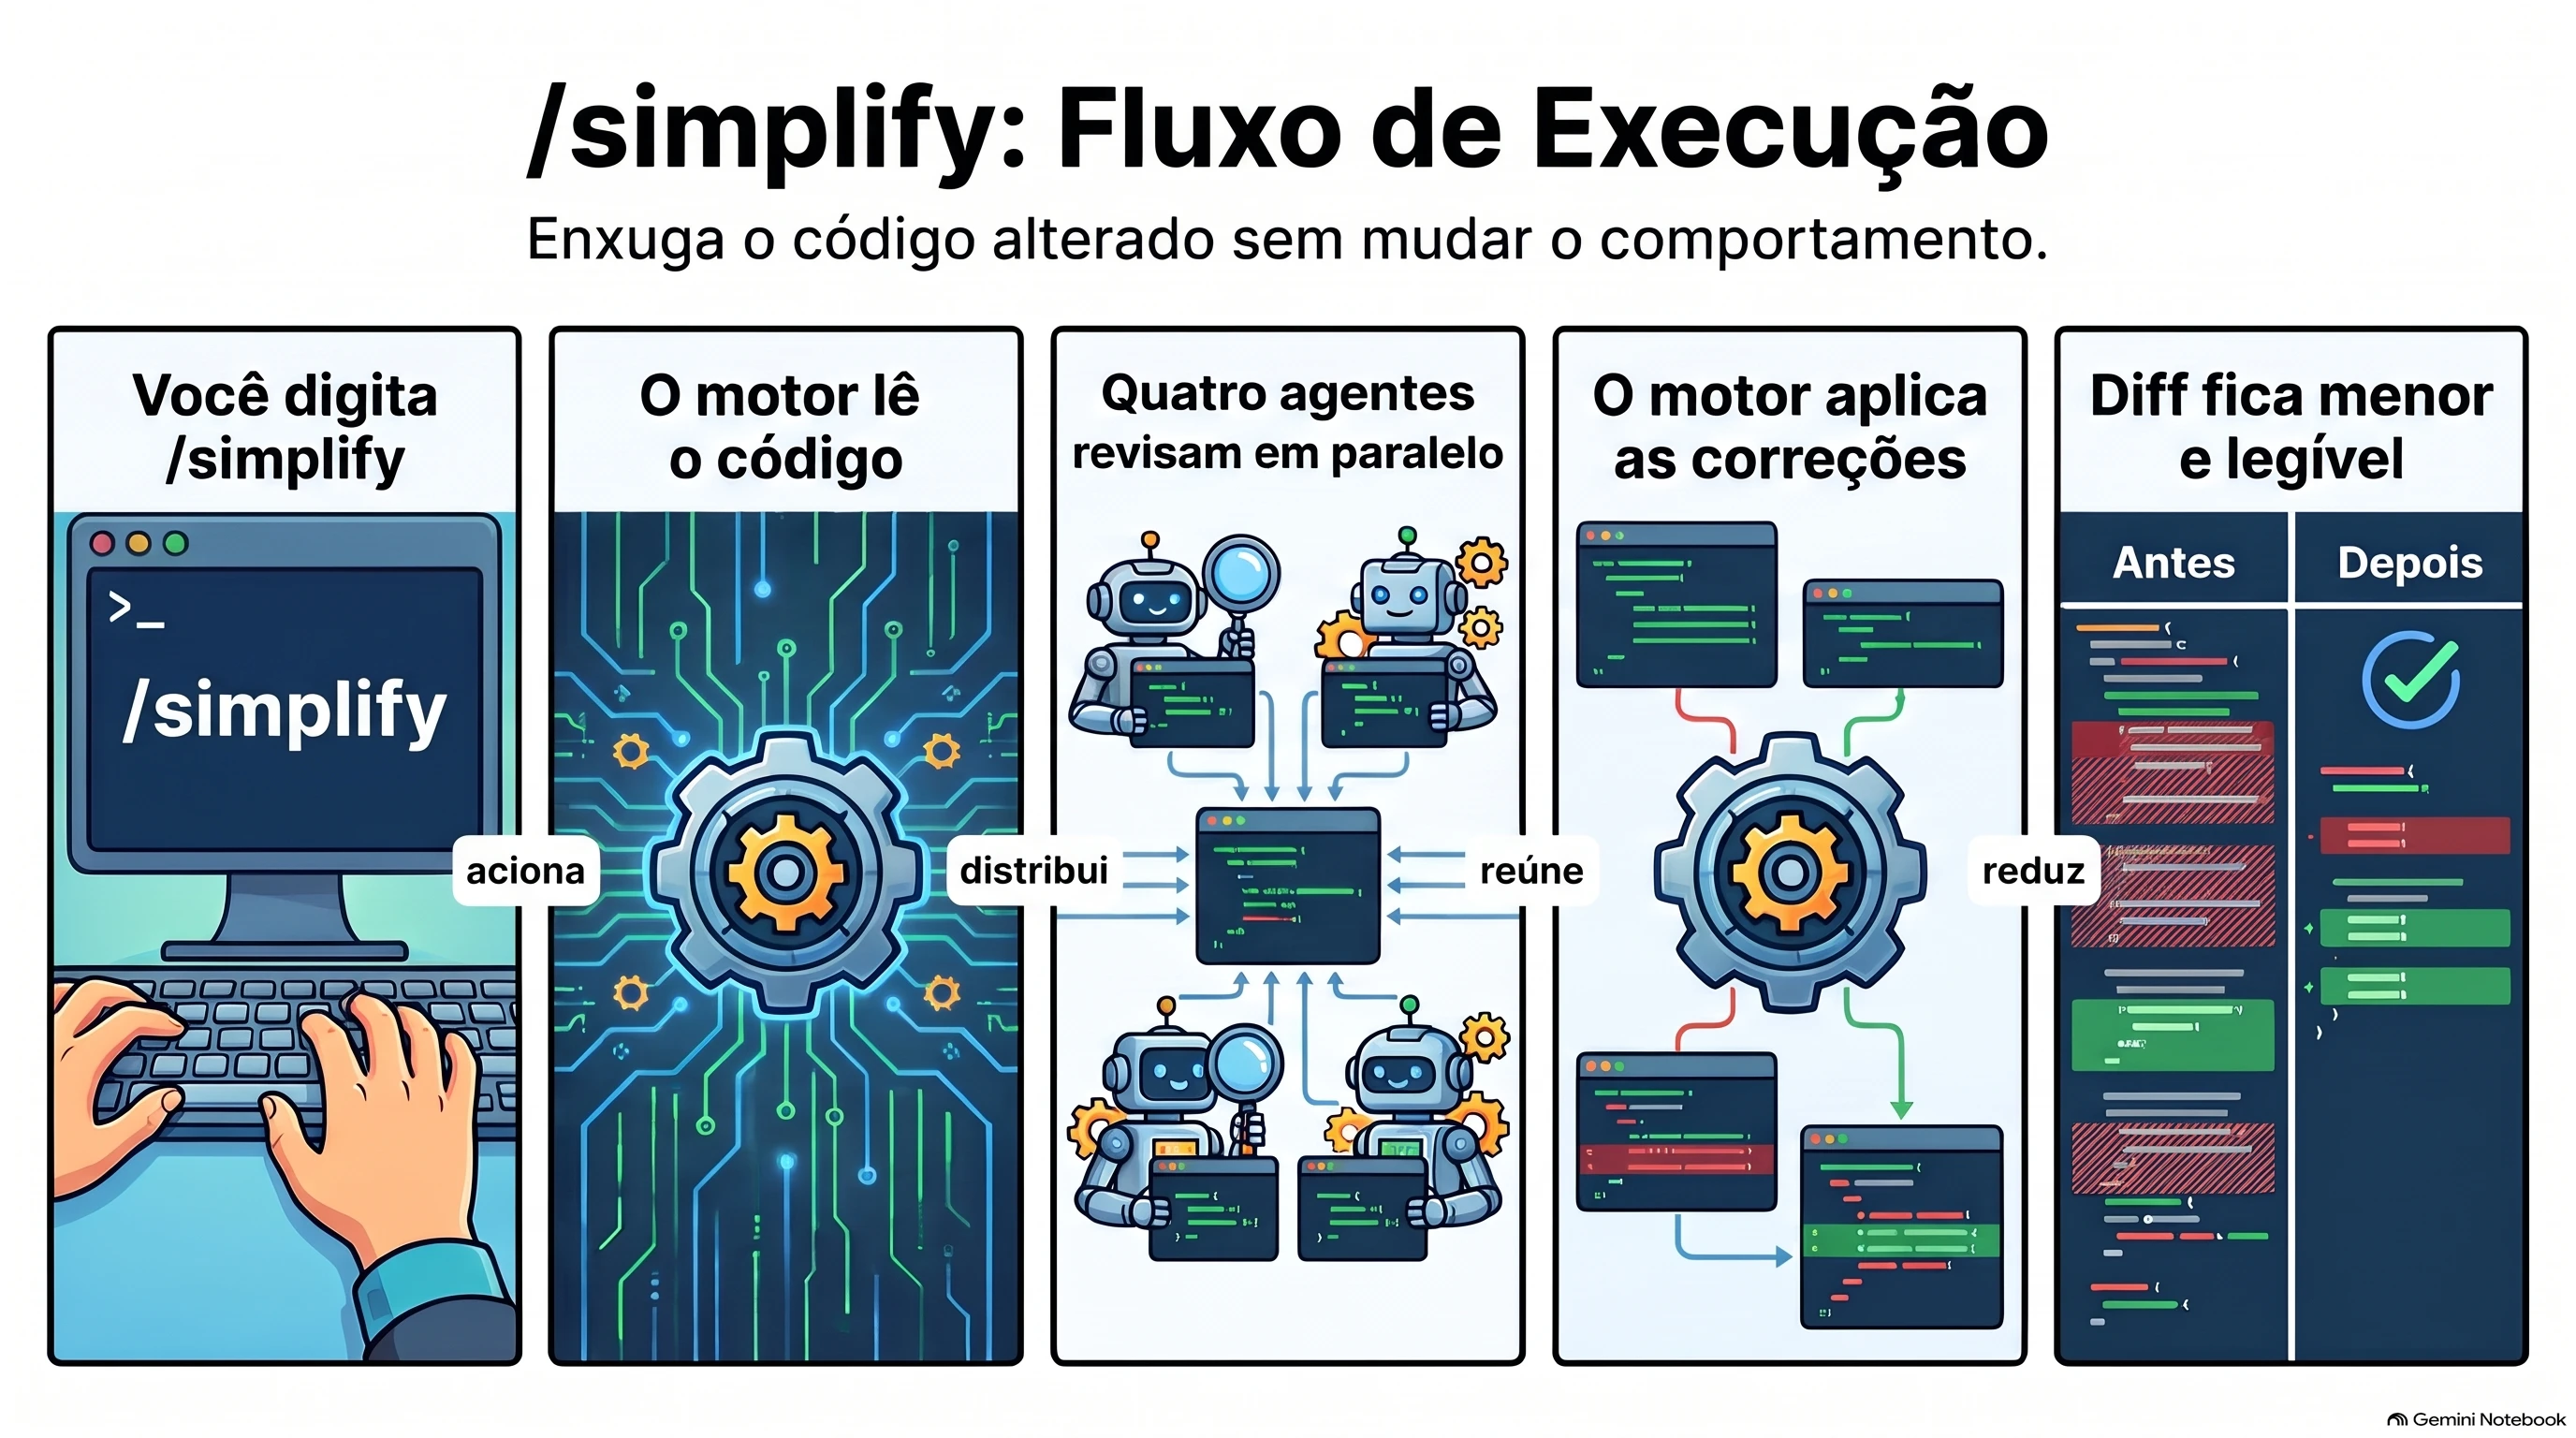 /simplify: Fluxo de Execução
Enxuga o código alterado sem mudar o comportamento.
Você digita
/simplify
>_
/simplify
aciona
O motor lê
o código
distribui
Quatro agentes
revisam em paralelo
reúne
O motor aplica
as correções
reduz
Diff fica menor
e legível
Antes
Depois
Gemini Notebook